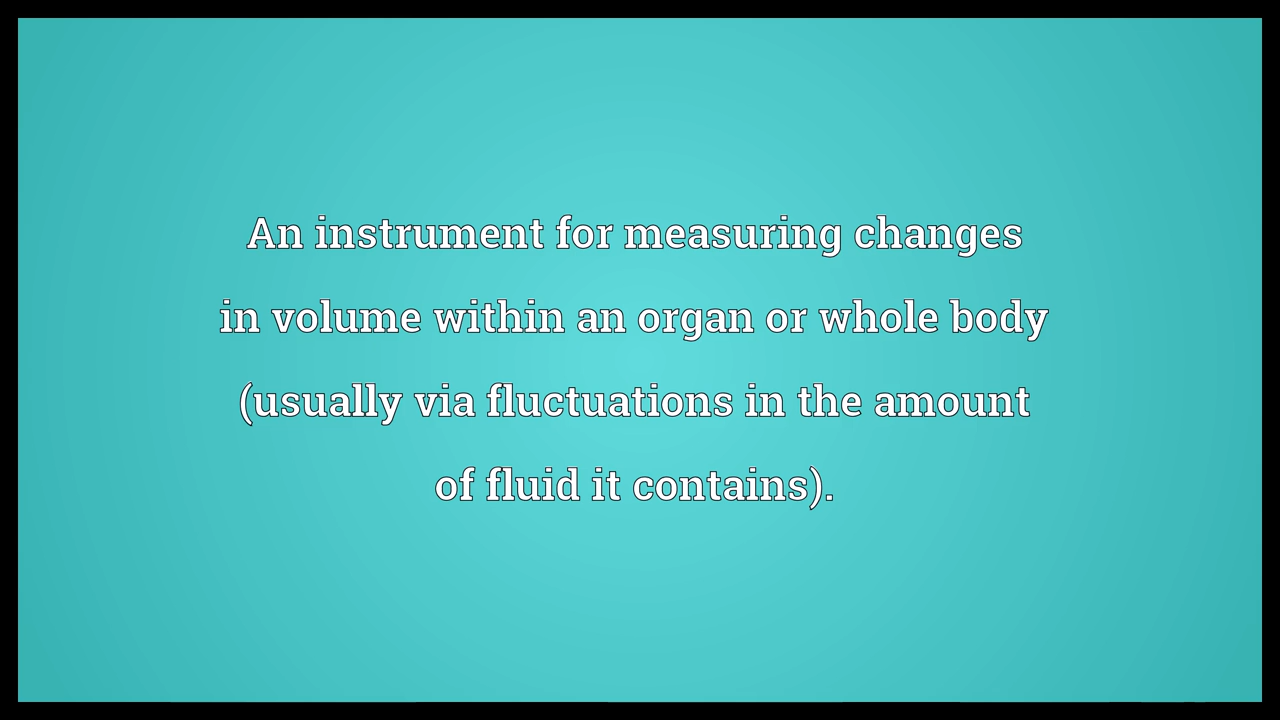 An instrument for measuring changes
in volume within an organ or whole body
(usually via fluctuations in the amount
of fluid it contains).